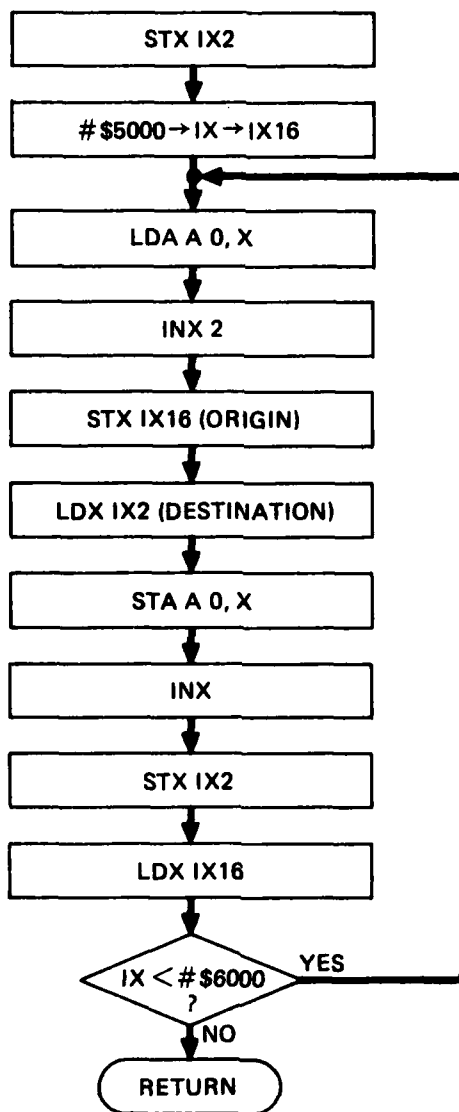 STX IX2
#$5000→IX→IX16
LDA A 0, X
INX 2
STX IX16 (ORIGIN)
LDX IX2 (DESTINATION)
STA A 0, X
INX
STX IX2
LDX IX16
IX < #$6000
?
YES
NO
RETURN